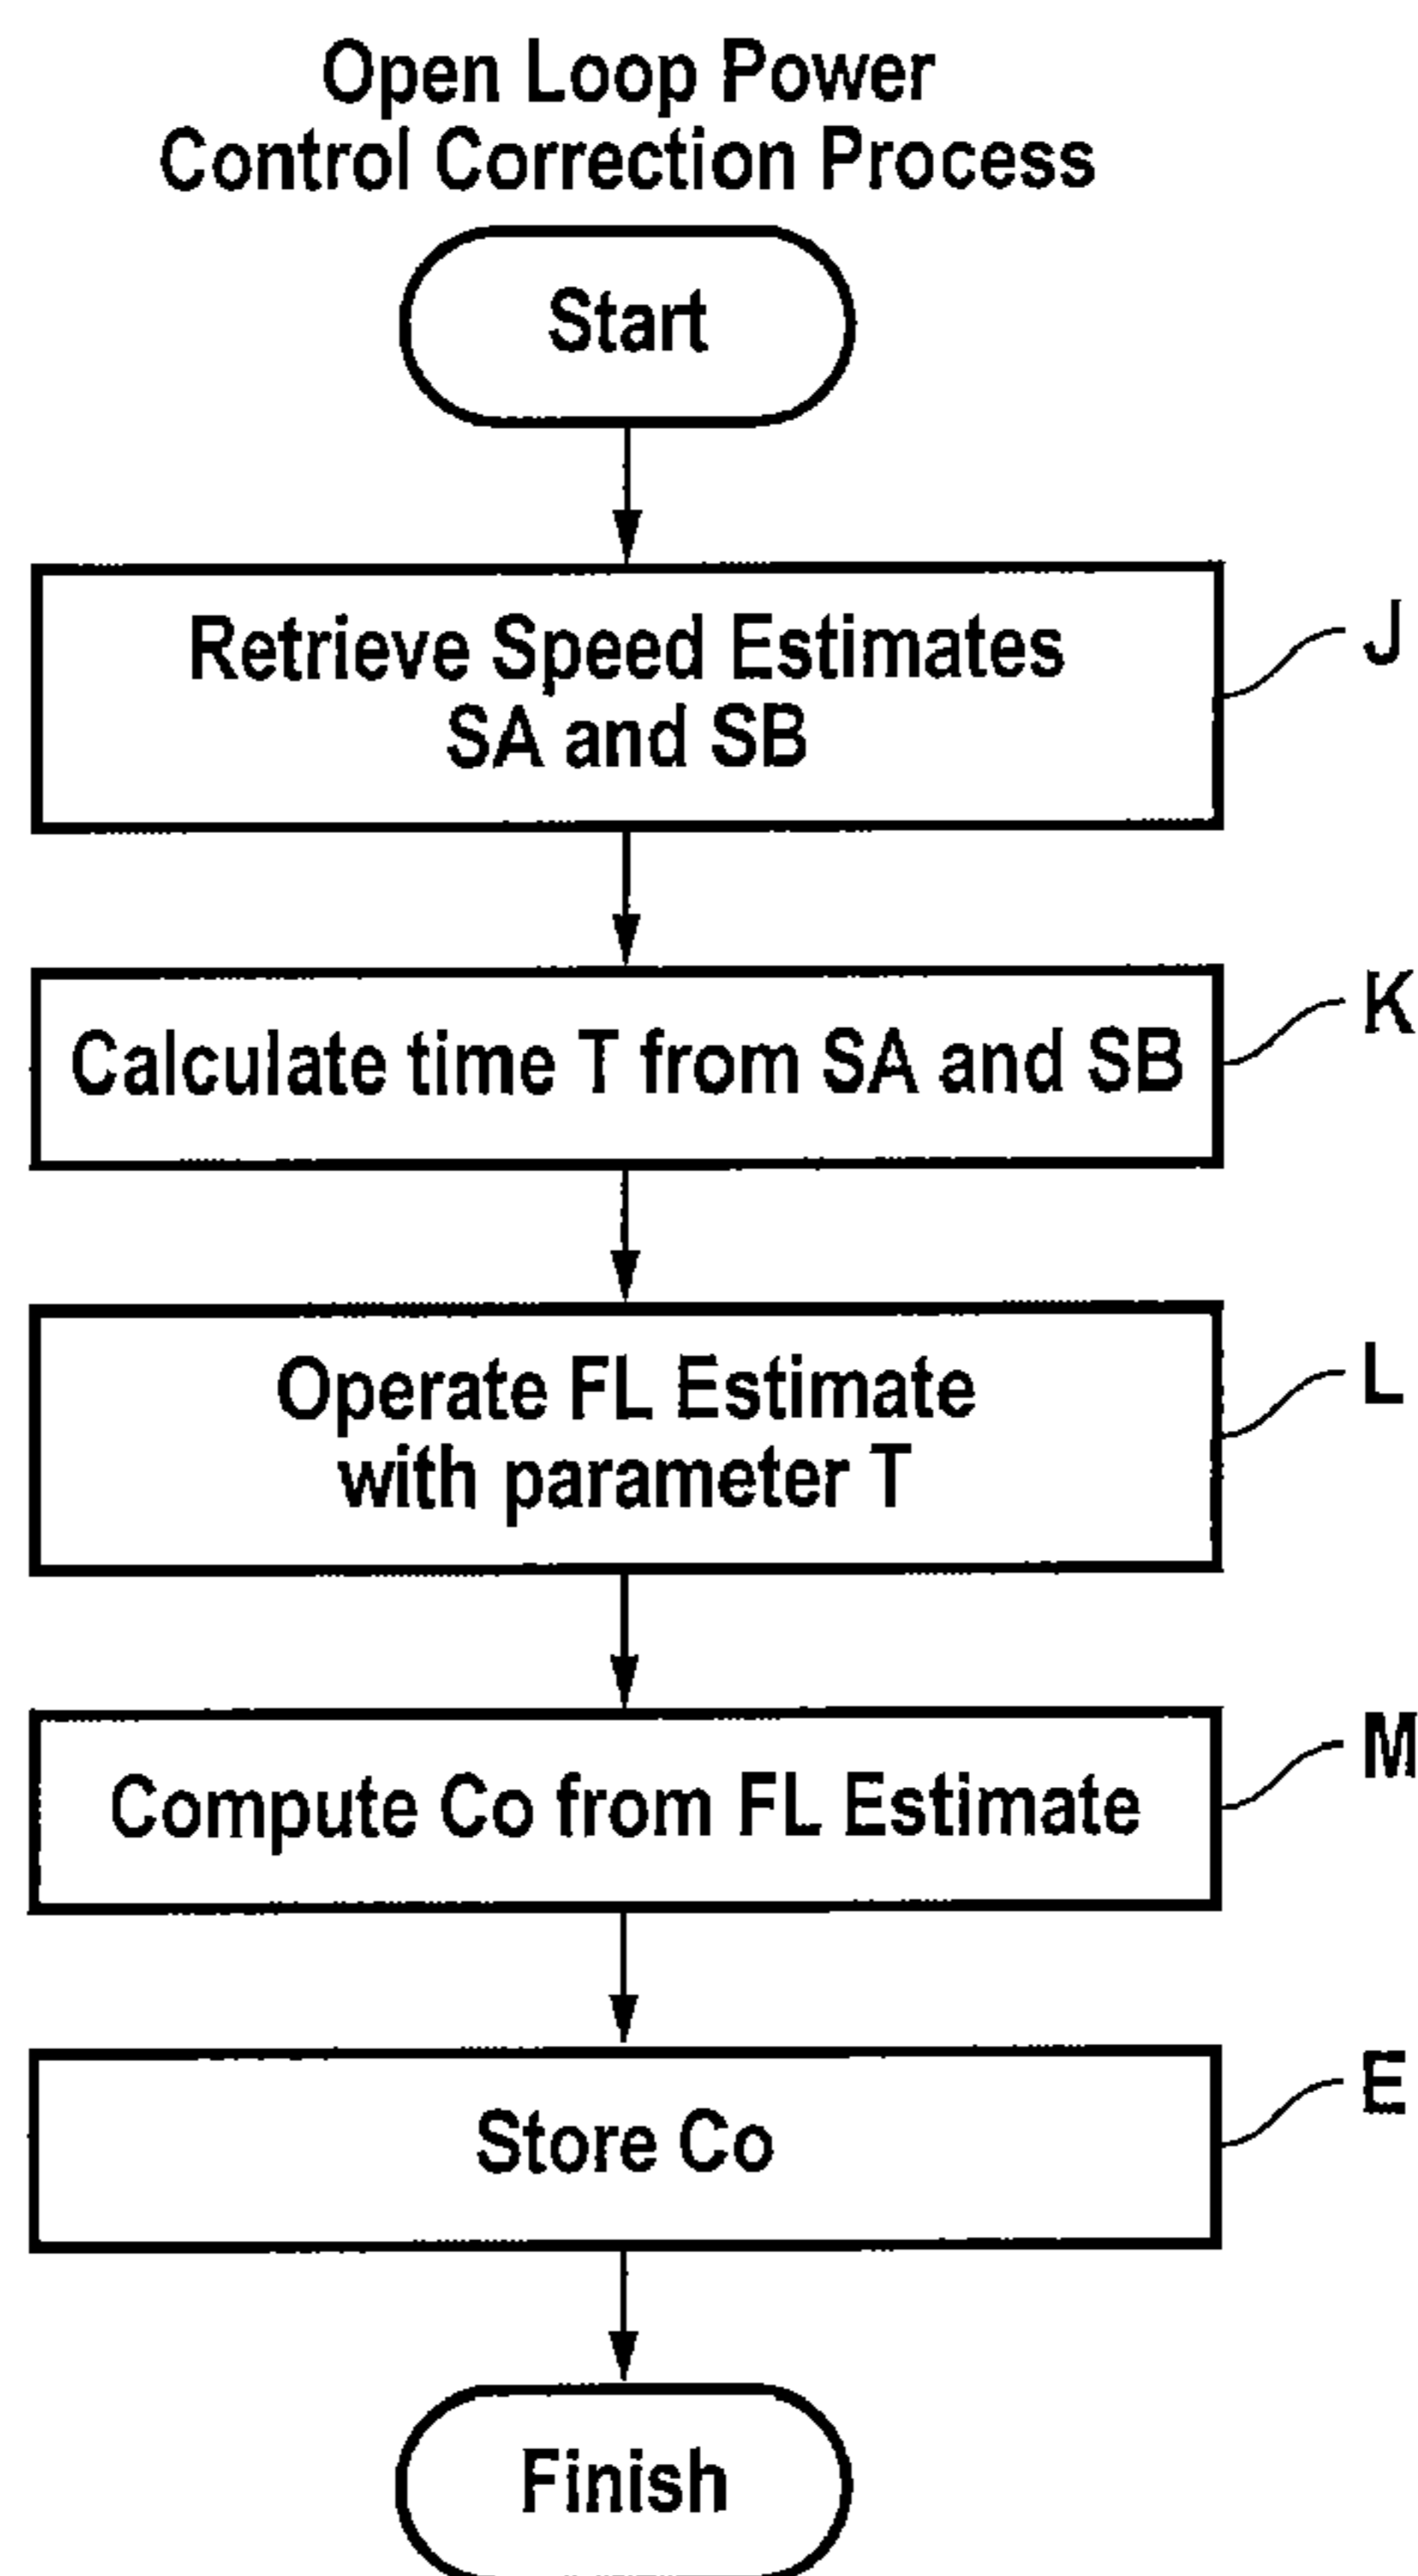 Open Loop Power
Control Correction Process
Start
Retrieve Speed Estimates
SA and SB
J
Calculate time T from SA and SB
K
Operate FL Estimate
with parameter T
L
Compute Co from FL Estimate
M
Store Co
E
Finish